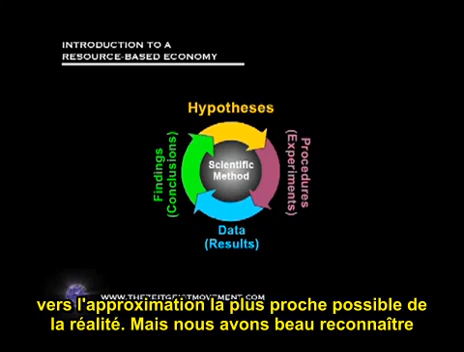 INTRODUCTION TO A
RESOURCE-BASED ECONOMY
Hypotheses
Findings
(Conclusions)
Scientific
Method
Procedures
(Experiments)
Data
(Results)
WWW.THEZEITGEISTMOVEMENT.COM
vers l'approximation la plus proche possible de
la réalité. Mais nous avons beau reconnaître